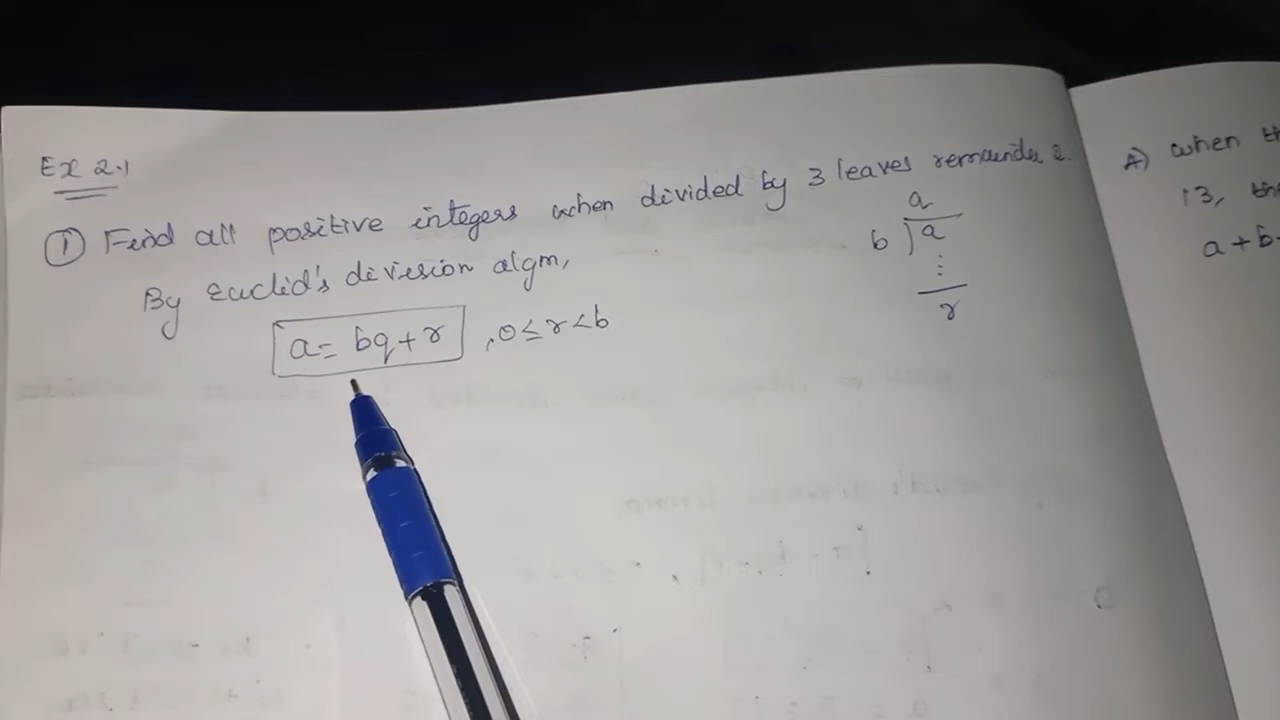 Ex 2.1
① Find all positive integers when divided by 3 leaves remainder 2.
By Euclid's division algm,
a = bq + r , 0 ≤ r < b
a
b ) a
⋮
r
A) when
13,
a + b